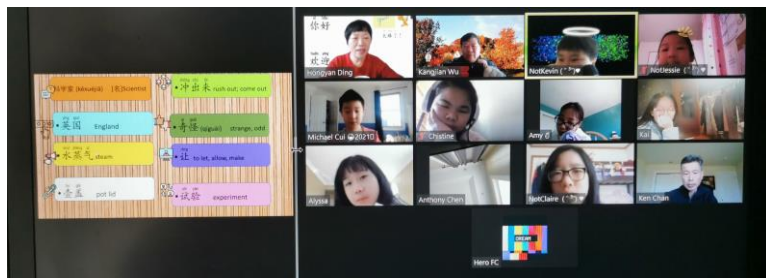 科学家 (kēxuéjiā) [名]Scientist
• 英国 England
• 水蒸气 steam
• 壶盖 pot lid
• 冲出来 rush out; come out
• 奇怪 (qíguài) strange, odd
• 让 to let, allow, make
• 试验 experiment
你好
欢迎
Hongyan Ding
Kangjian Wu
NotKevin
NotJessie
Michael Cui
2021D
Chistine
Amy
Kai
Alyssa
Anthony Chen
NotClaire
Ken Chan
DREAM
Hero FC